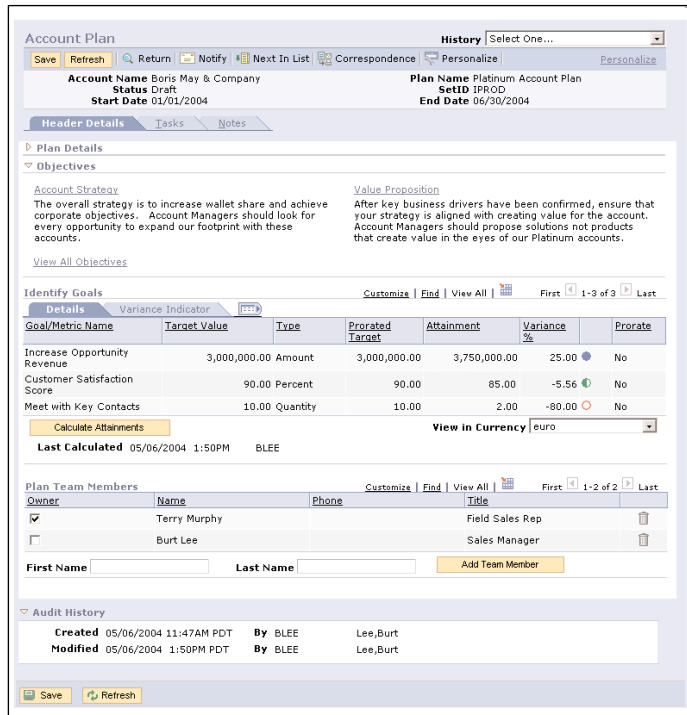 Account Plan
History Select One...
Save Refresh Return Notify Next In List Correspondence Personalize Personalize
Account Name Boris May & Company Plan Name Platinum Account Plan
Status Draft SetID IPROD
Start Date 01/01/2004 End Date 06/30/2004
Header Details Tasks Notes
Plan Details
Objectives
Account Strategy
The overall strategy is to increase wallet share and achieve
corporate objectives. Account Managers should look for
every opportunity to expand our footprint with these
accounts.
View All Objectives
Value Proposition
After key business drivers have been confirmed, ensure that
your strategy is aligned with creating value for the account.
Account Managers should propose solutions not products
that create value in the eyes of our Platinum accounts.
Identify Goals Customize | Find | View All | First 1-3 of 3 Last
Details Variance Indicator
Goal/Metric Name Target Value Type Prorated Target Attainment Variance % Prorate
Increase Opportunity Revenue 3,000,000.00 Amount 3,000,000.00 3,750,000.00 25.00 No
Customer Satisfaction Score 90.00 Percent 90.00 85.00 -5.56 No
Meet with Key Contacts 10.00 Quantity 10.00 2.00 -80.00 No
Calculate Attainments View in Currency euro
Last Calculated 05/06/2004 1:50PM BLEE
Plan Team Members Customize | Find | View All | First 1-2 of 2 Last
Owner Name Phone Title
Terry Murphy Field Sales Rep
Burt Lee Sales Manager
First Name Last Name Add Team Member
Audit History
Created 05/06/2004 11:47AM PDT By BLEE Lee,Burt
Modified 05/06/2004 1:50PM PDT By BLEE Lee,Burt
Save Refresh